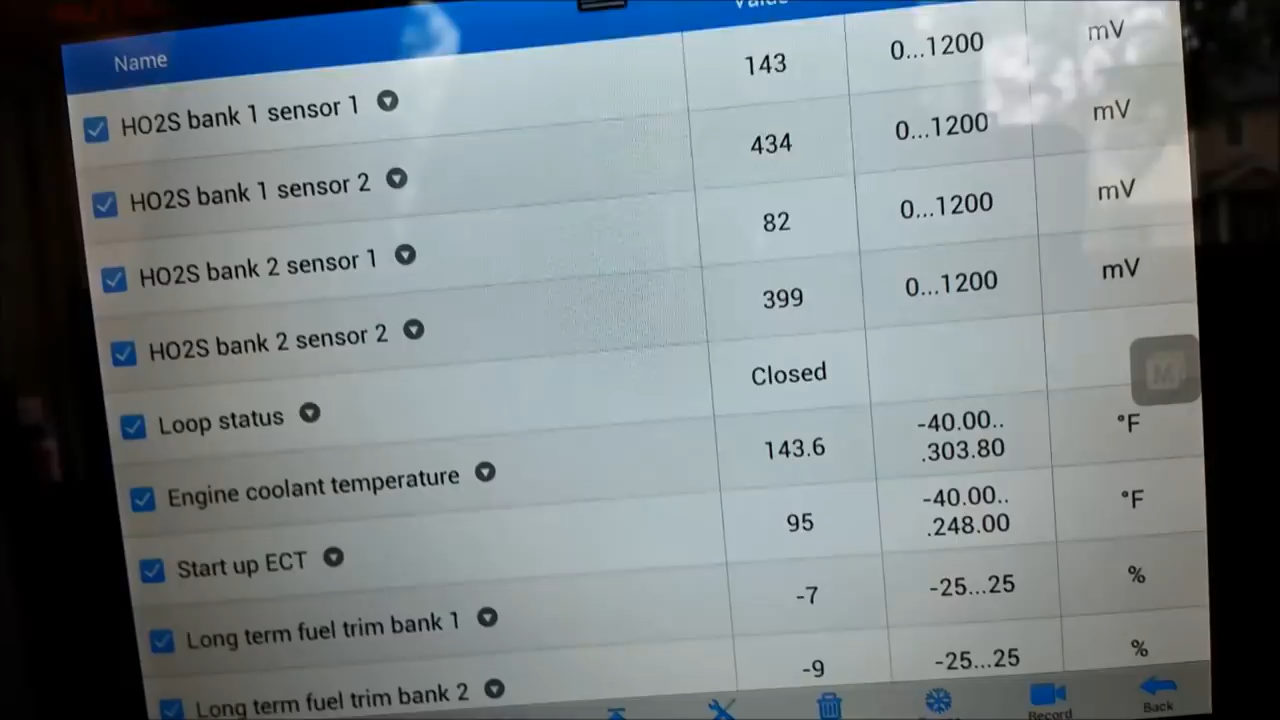 Name Value
HO2S bank 1 sensor 1 143 0...1200 mV
HO2S bank 1 sensor 2 434 0...1200 mV
HO2S bank 2 sensor 1 82 0...1200 mV
HO2S bank 2 sensor 2 399 0...1200 mV
Loop status Closed
Engine coolant temperature 143.6 -40.00.. .303.80 °F
Start up ECT 95 -40.00.. .248.00 °F
Long term fuel trim bank 1 -7 -25...25 %
Long term fuel trim bank 2 -9 -25...25 %
M
Record Back